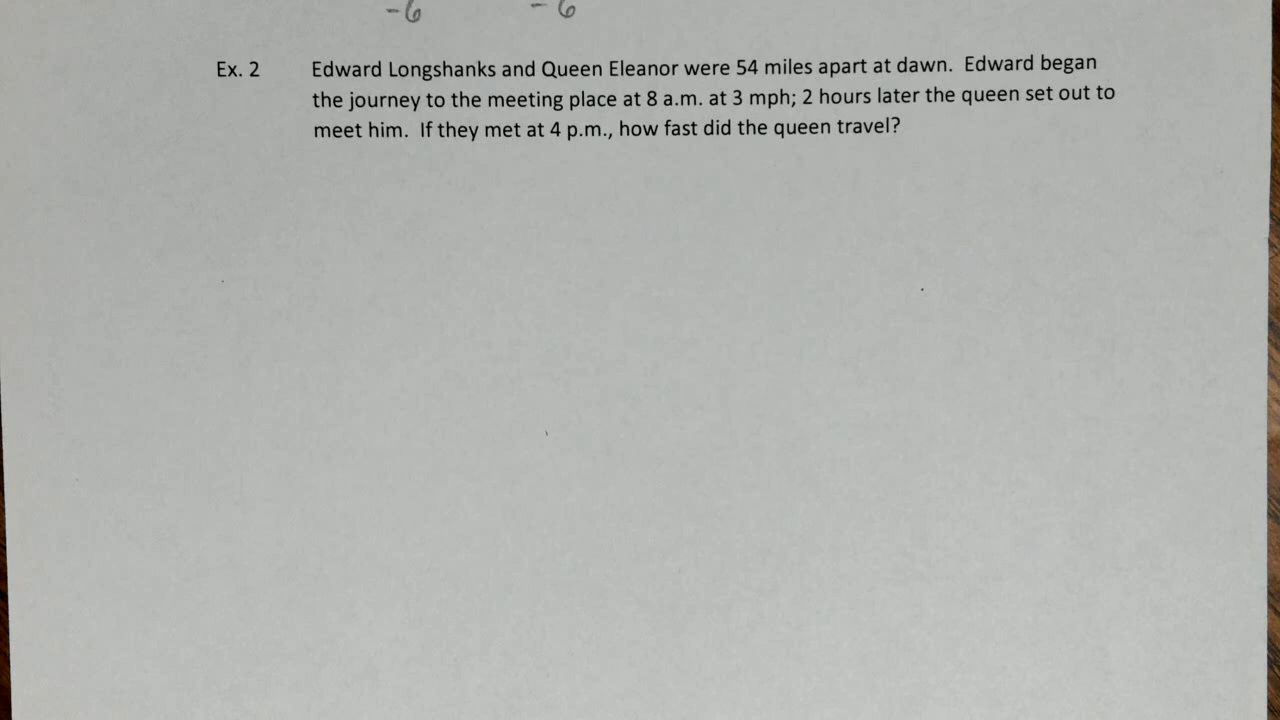 -6 -6
Ex. 2 Edward Longshanks and Queen Eleanor were 54 miles apart at dawn. Edward began
the journey to the meeting place at 8 a.m. at 3 mph; 2 hours later the queen set out to
meet him. If they met at 4 p.m., how fast did the queen travel?